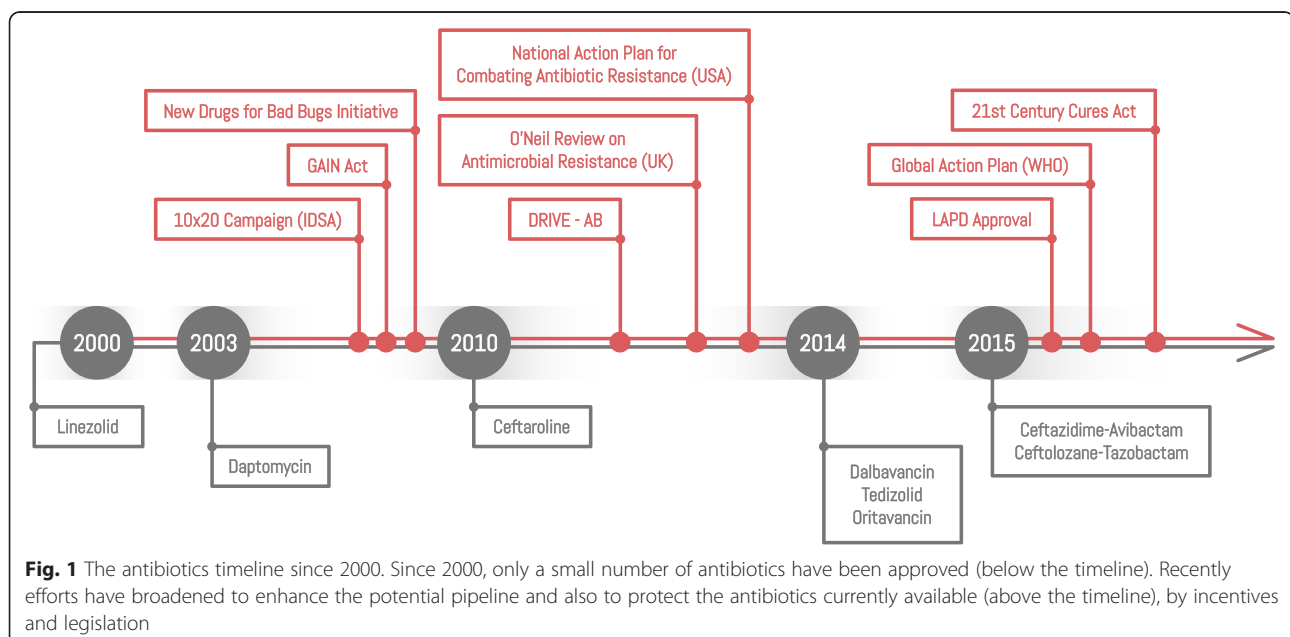 National Action Plan for
Combating Antibiotic Resistance (USA)
New Drugs for Bad Bugs Initiative
21st Century Cures Act
O'Neil Review on
Antimicrobial Resistance (UK)
GAIN Act
Global Action Plan (WHO)
10x20 Campaign (IDSA)
DRIVE - AB
LAPD Approval
2000
2003
2010
2014
2015
Linezolid
Daptomycin
Ceftaroline
Dalbavancin
Tedizolid
Oritavancin
Ceftazidime-Avibactam
Ceftolozane-Tazobactam
Fig. 1 The antibiotics timeline since 2000. Since 2000, only a small number of antibiotics have been approved (below the timeline). Recently
efforts have broadened to enhance the potential pipeline and also to protect the antibiotics currently available (above the timeline), by incentives
and legislation